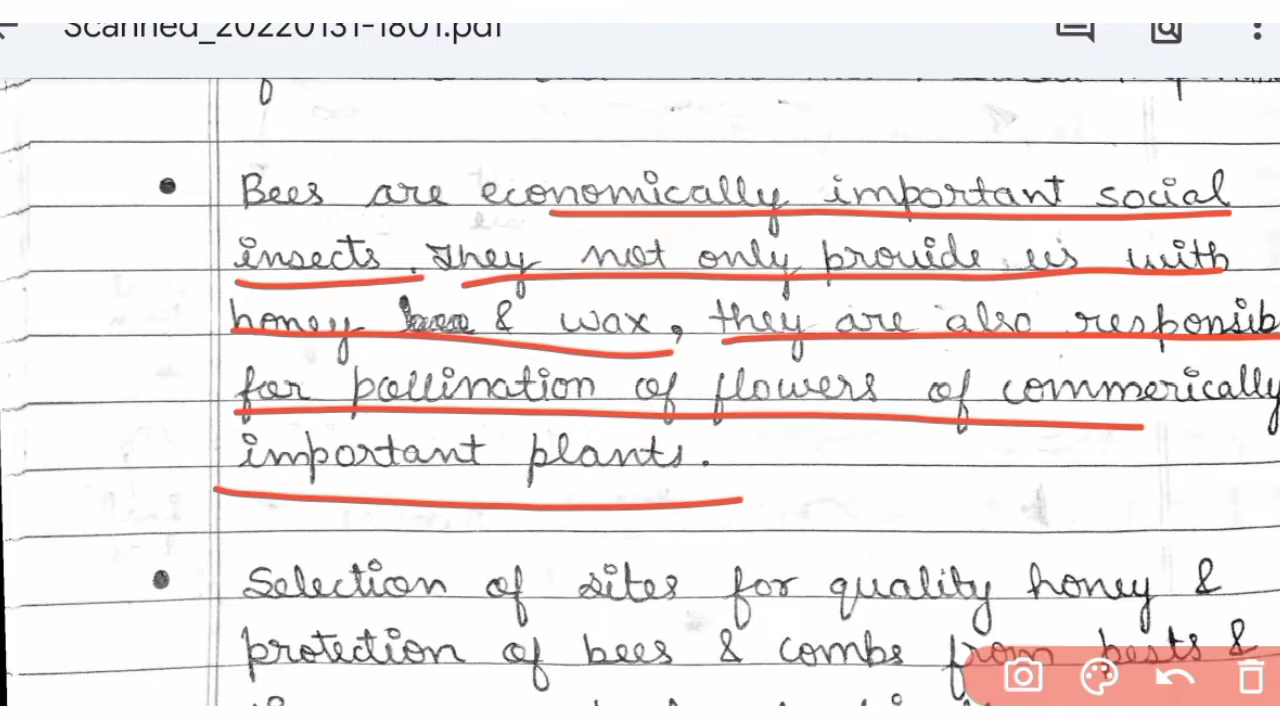 Scanned_20220131-1801.pdf
Bees are economically important social
insects. They not only provide us with
honey & wax, they are also responsib
for pollination of flowers of commerically
important plants.
Selection of sites for quality honey &
protection of bees & combs from pests &